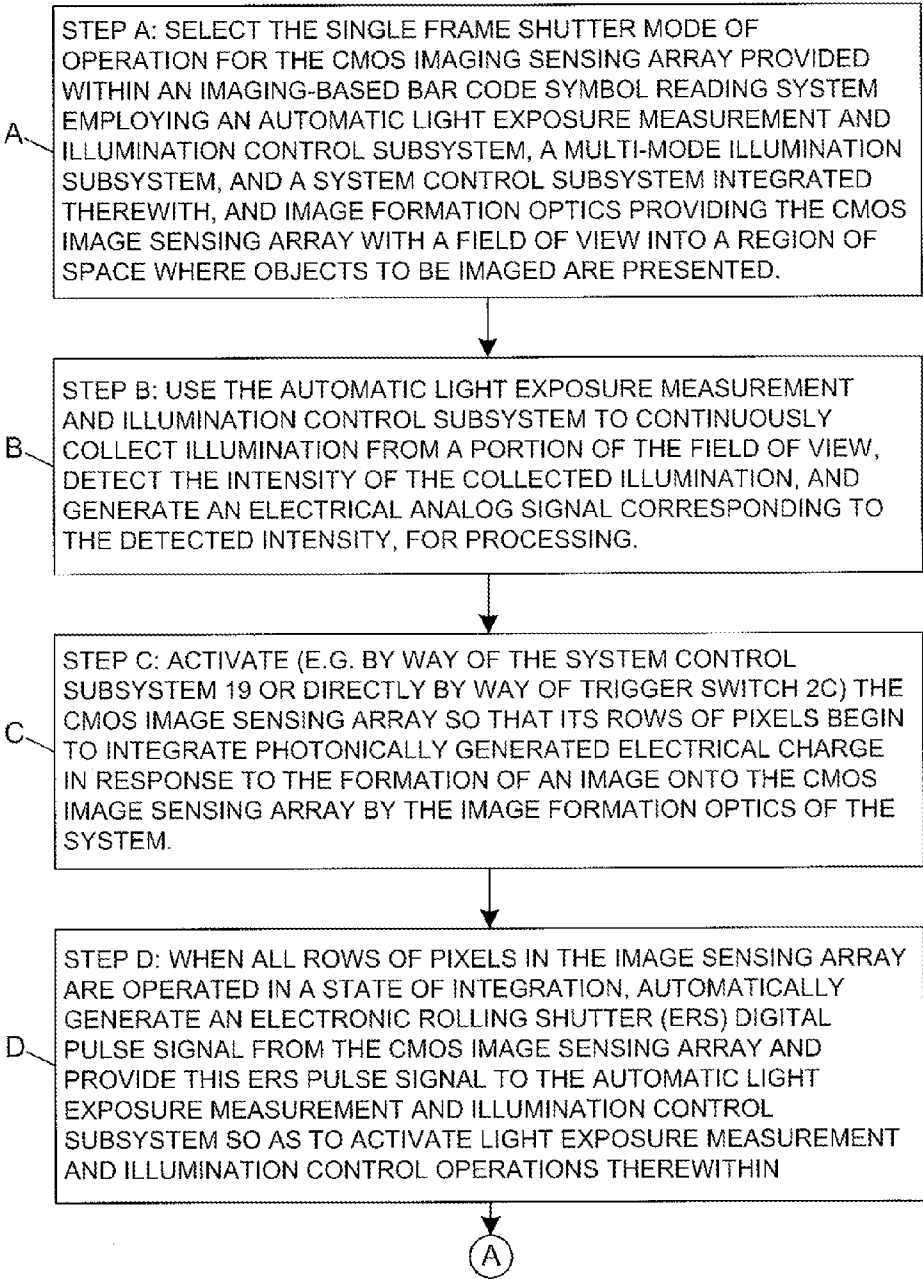 STEP A: SELECT THE SINGLE FRAME SHUTTER MODE OF
OPERATION FOR THE CMOS IMAGING SENSING ARRAY PROVIDED
WITHIN AN IMAGING-BASED BAR CODE SYMBOL READING SYSTEM
EMPLOYING AN AUTOMATIC LIGHT EXPOSURE MEASUREMENT AND
ILLUMINATION CONTROL SUBSYSTEM, A MULTI-MODE ILLUMINATION
SUBSYSTEM, AND A SYSTEM CONTROL SUBSYSTEM INTEGRATED
THEREWITH, AND IMAGE FORMATION OPTICS PROVIDING THE CMOS
IMAGE SENSING ARRAY WITH A FIELD OF VIEW INTO A REGION OF
SPACE WHERE OBJECTS TO BE IMAGED ARE PRESENTED.
A
STEP B: USE THE AUTOMATIC LIGHT EXPOSURE MEASUREMENT
AND ILLUMINATION CONTROL SUBSYSTEM TO CONTINUOUSLY
COLLECT ILLUMINATION FROM A PORTION OF THE FIELD OF VIEW,
DETECT THE INTENSITY OF THE COLLECTED ILLUMINATION, AND
GENERATE AN ELECTRICAL ANALOG SIGNAL CORRESPONDING TO
THE DETECTED INTENSITY, FOR PROCESSING.
B
STEP C: ACTIVATE (E.G. BY WAY OF THE SYSTEM CONTROL
SUBSYSTEM 19 OR DIRECTLY BY WAY OF TRIGGER SWITCH 2C) THE
CMOS IMAGE SENSING ARRAY SO THAT ITS ROWS OF PIXELS BEGIN
TO INTEGRATE PHOTONICALLY GENERATED ELECTRICAL CHARGE
IN RESPONSE TO THE FORMATION OF AN IMAGE ONTO THE CMOS
IMAGE SENSING ARRAY BY THE IMAGE FORMATION OPTICS OF THE
SYSTEM.
C
STEP D: WHEN ALL ROWS OF PIXELS IN THE IMAGE SENSING ARRAY
ARE OPERATED IN A STATE OF INTEGRATION, AUTOMATICALLY
GENERATE AN ELECTRONIC ROLLING SHUTTER (ERS) DIGITAL
PULSE SIGNAL FROM THE CMOS IMAGE SENSING ARRAY AND
PROVIDE THIS ERS PULSE SIGNAL TO THE AUTOMATIC LIGHT
EXPOSURE MEASUREMENT AND ILLUMINATION CONTROL
SUBSYSTEM SO AS TO ACTIVATE LIGHT EXPOSURE MEASUREMENT
AND ILLUMINATION CONTROL OPERATIONS THEREWITHIN
D
A